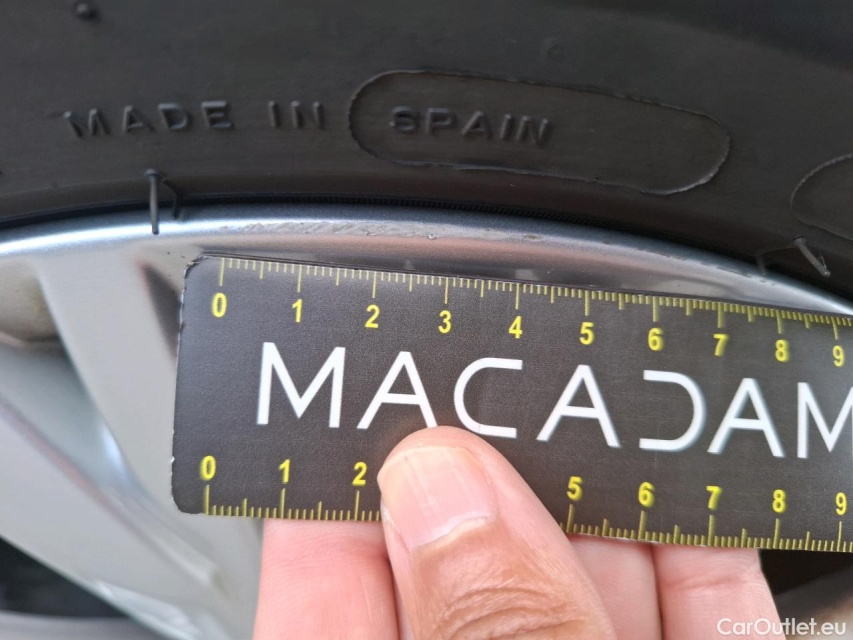 MADE IN SPAIN
0 1 2 3 4 5 6 7 8 9
MACADAM
0 1 2 5 6 7 8 9
CarOutlet.eu